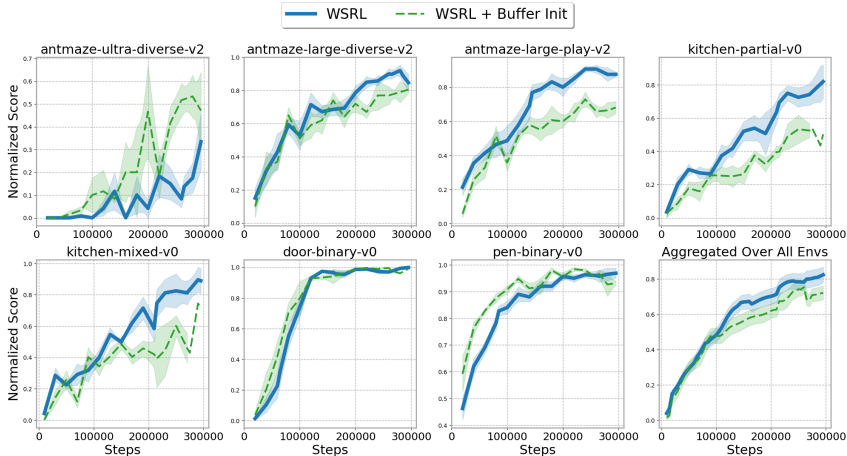 WSRL WSRL + Buffer Init
antmaze-ultra-diverse-v2 antmaze-large-diverse-v2 antmaze-large-play-v2 kitchen-partial-v0
Normalized Score
0.7 0.6 0.5 0.4 0.3 0.2 0.1 0.0
1.0 0.8 0.6 0.4 0.2 0.0
0.8 0.6 0.4 0.2 0.0
0.8 0.6 0.4 0.2 0.0
0 100000 200000 300000 0 100000 200000 300000 0 100000 200000 300000 0 100000 200000 300000
kitchen-mixed-v0 door-binary-v0 pen-binary-v0 Aggregated Over All Envs
Normalized Score
1.0 0.8 0.6 0.4 0.2 0.0
1.0 0.8 0.6 0.4 0.2 0.0
1.0 0.9 0.8 0.7 0.6 0.5 0.4
0.8 0.6 0.4 0.2 0.0
0 100000 200000 300000 0 100000 200000 300000 0 100000 200000 300000 0 100000 200000 300000
Steps Steps Steps Steps